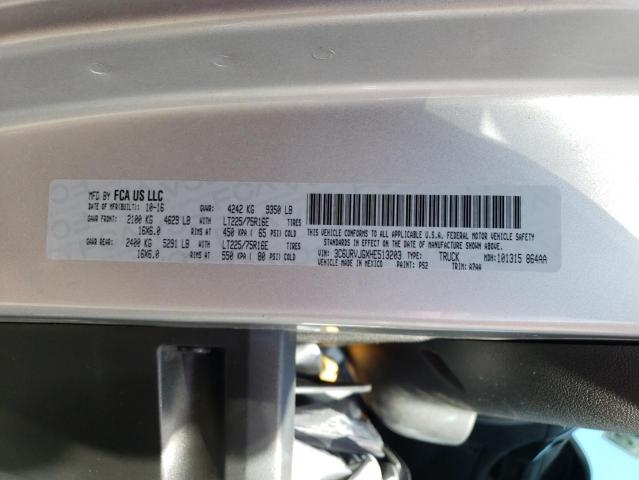 MFD BY FCA US LLC
DATE OF MFR(BUILT): 10-16 GVWR: 4242 KG 9350 LB
GAWR FRONT: 2100 KG 4629 LB WITH LT225/75R16E TIRES
16X6.0 RIMS AT 450 KPA ( 65 PSI) COLD
GAWR REAR: 2400 KG 5291 LB WITH LT225/75R16E TIRES
16X6.0 RIMS AT 550 KPA ( 80 PSI) COLD
THIS VEHICLE CONFORMS TO ALL APPLICABLE U.S.A. FEDERAL MOTOR VEHICLE SAFETY
STANDARDS IN EFFECT ON THE DATE OF MANUFACTURE SHOWN ABOVE.
VIN: 3C6URVJGXHE513203 TYPE: TRUCK MDH:101315 864AA
MADE IN MEXICO PAINT: PS2 TRIM: A7AA